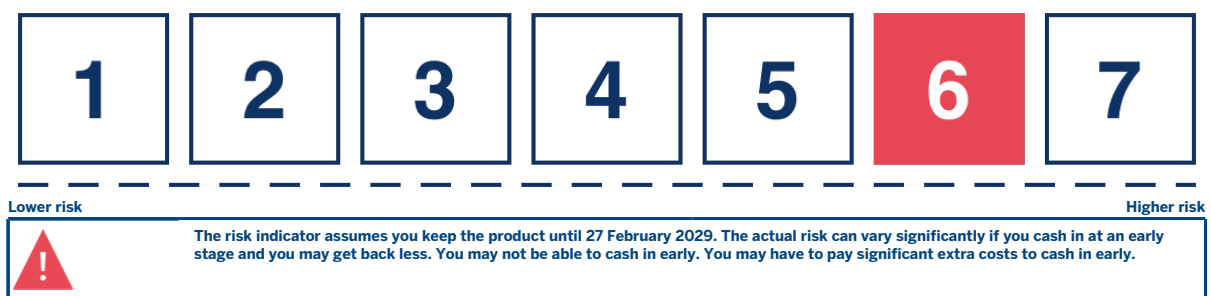 1 2 3 4 5 6 7
Lower risk Higher risk
!
The risk indicator assumes you keep the product until 27 February 2029. The actual risk can vary significantly if you cash in at an early
stage and you may get back less. You may not be able to cash in early. You may have to pay significant extra costs to cash in early.